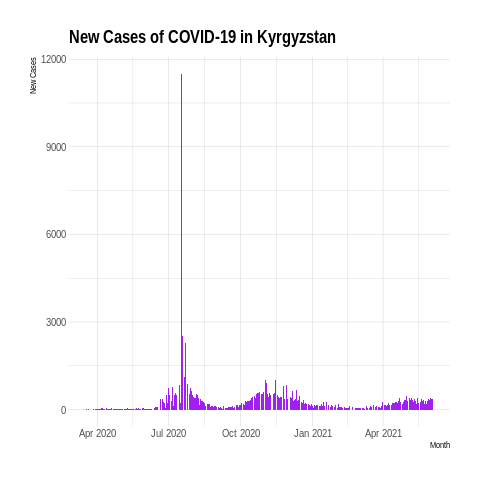 New Cases of COVID-19 in Kyrgyzstan
New Cases
12000
9000
6000
3000
0
Apr 2020 Jul 2020 Oct 2020 Jan 2021 Apr 2021
Month